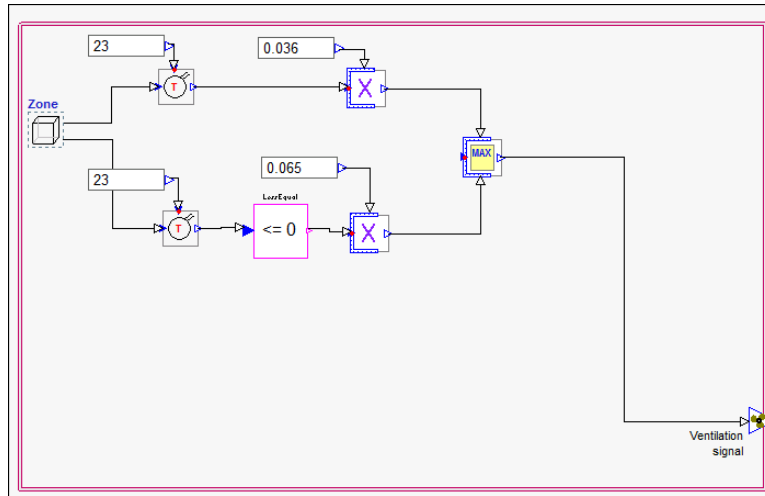 23
0.036
Zone
T
X
MAX
23
0.065
LessEqual
T
<= 0
X
Ventilation
signal